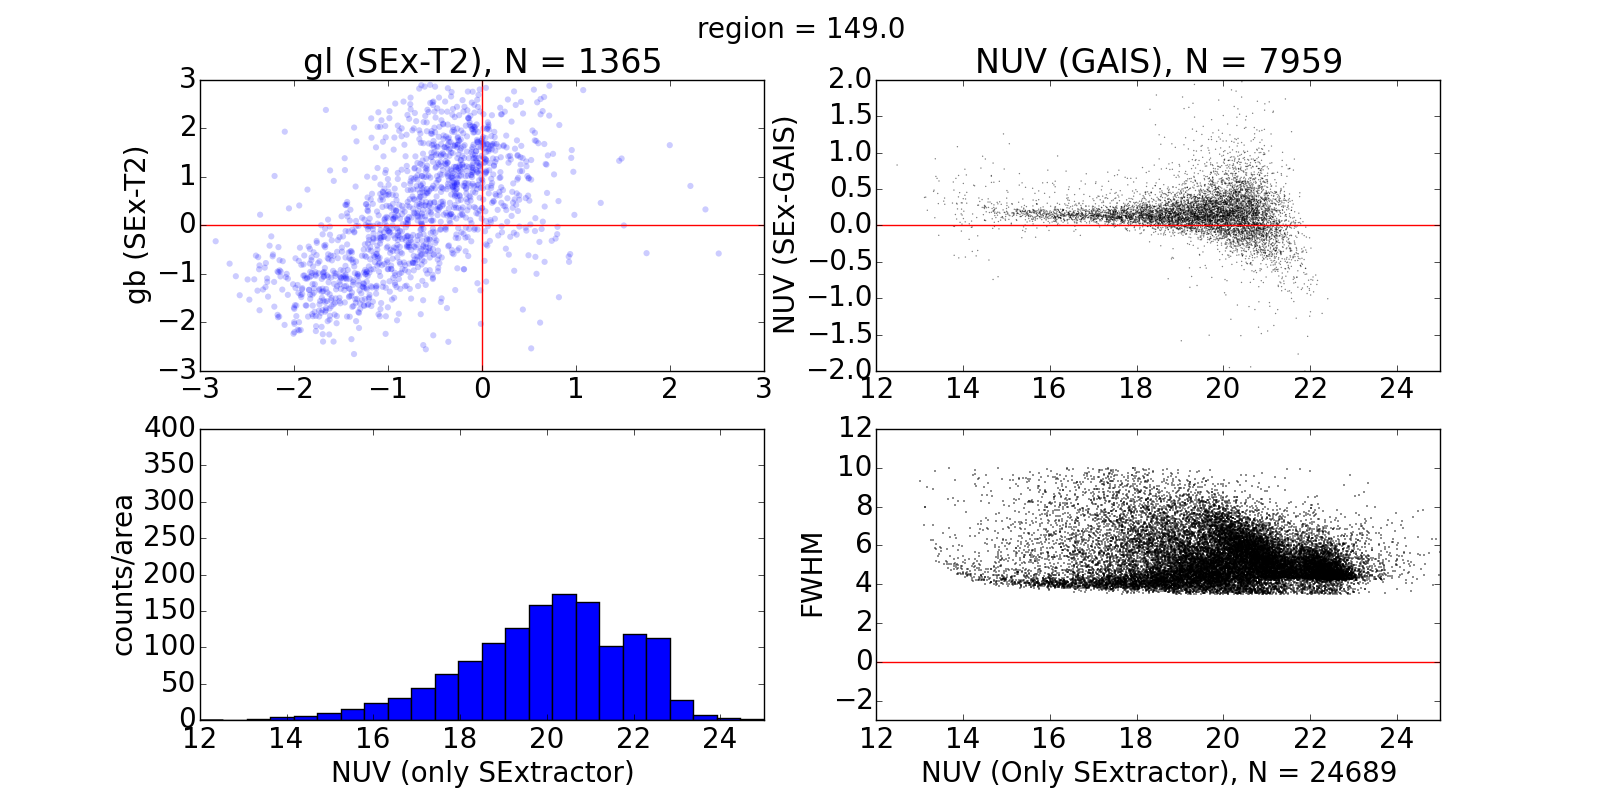 region = 149.0
gl (SEx-T2), N = 1365
NUV (GAIS), N = 7959
3
2
1
0
−1
−2
−3
gb (SEx-T2)
−3 −2 −1 0 1 2 3
2.0
1.5
1.0
0.5
0.0
−0.5
−1.0
−1.5
−2.0
NUV (SEx-GAIS)
12 14 16 18 20 22 24
400
350
300
250
200
150
100
50
0
counts/area
12 14 16 18 20 22 24
NUV (only SExtractor)
12
10
8
6
4
2
0
−2
FWHM
12 14 16 18 20 22 24
NUV (Only SExtractor), N = 24689